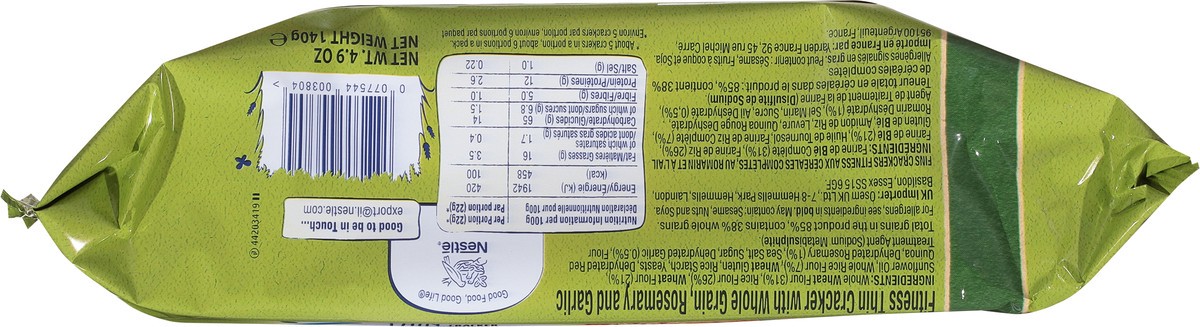 Fitness Thin Cracker with Whole Grain, Rosemary and Garlic
INGREDIENTS: Whole Wheat Flour (31%), Rice Flour (26%), Wheat Flour (21%),
Sunflower Oil, Whole Rice Flour (7%), Wheat Gluten, Rice Starch, Yeasts, Dehydrated Red
Quinoa, Dehydrated Rosemary (1%), Sea Salt, Sugar, Dehydrated Garlic (0.5%), Flour
Treatment Agent (Sodium Metabisulphite).
Total grains in the product 85%, contains 38% whole grains.
For allergens, see ingredients in bold. May contain: Sesame, Nuts and Soya.
UK Importer: Osem UK Ltd., 7-8 Hemmells Park, Hemmells, Laundon,
Basildon, Essex SS15 6GF
FINS CRACKERS FITNESS AUX CEREALES COMPLETES, AU ROMARIN ET L'AIL
INGREDIENTS: Farine de Blé Complète (31%), Farine de Riz (26%),
Farine de Blé (21%), Huile de Tournesol, Farine de Riz Complète (7%),
Gluten de Blé, Amidon de Riz, Levure, Quinoa Rouge Déshydraté,
Romarin Déshydraté (1%), Sel Marin, Sucre, Ail Déshydraté (0.5%),
Agent de Traitement de la Farine (Disulfite de Sodium).
Teneur totale en céréales dans le produit: 85%, contient 38%
de céréales complètes
Allergènes signalés en gras. Peut contenir: Sésame, Fruits à coque et Soja.
Importé en France par: Yarden France 92, 45 rue Michel Carré,
95100 Argenteuil, France.
Good Food, Good Life®
Nestlé®
Good to be in Touch...
export@il.nestle.com
44203419
Nutrition Information per 100g Per Portion (22g)
Déclaration Nutritionnelle pour 100g Par portion (22g)*
Energy/Energie (kJ) 1942 420
(kcal) 458 100
Fat/Matières Grasses 16 3.5
of which saturates
/dont acides gras saturés (g) 1.7 0.4
Carbohydrate/Glucides (g) 65 14
of which sugars/dont sucres (g) 6.8 1.5
Fibre/Fibres (g) 5.0 1.0
Protein/Protéines (g) 12 2.6
Salt/Sel (g) 1.0 0.22
* About 5 crakers in a portion, about 6 portions in a pack.
*Environ 5 crackers par portion, environ 6 portions par paquet
0 077544 003804 >
NET WT. 4.9 OZ
NET WEIGHT 140g e